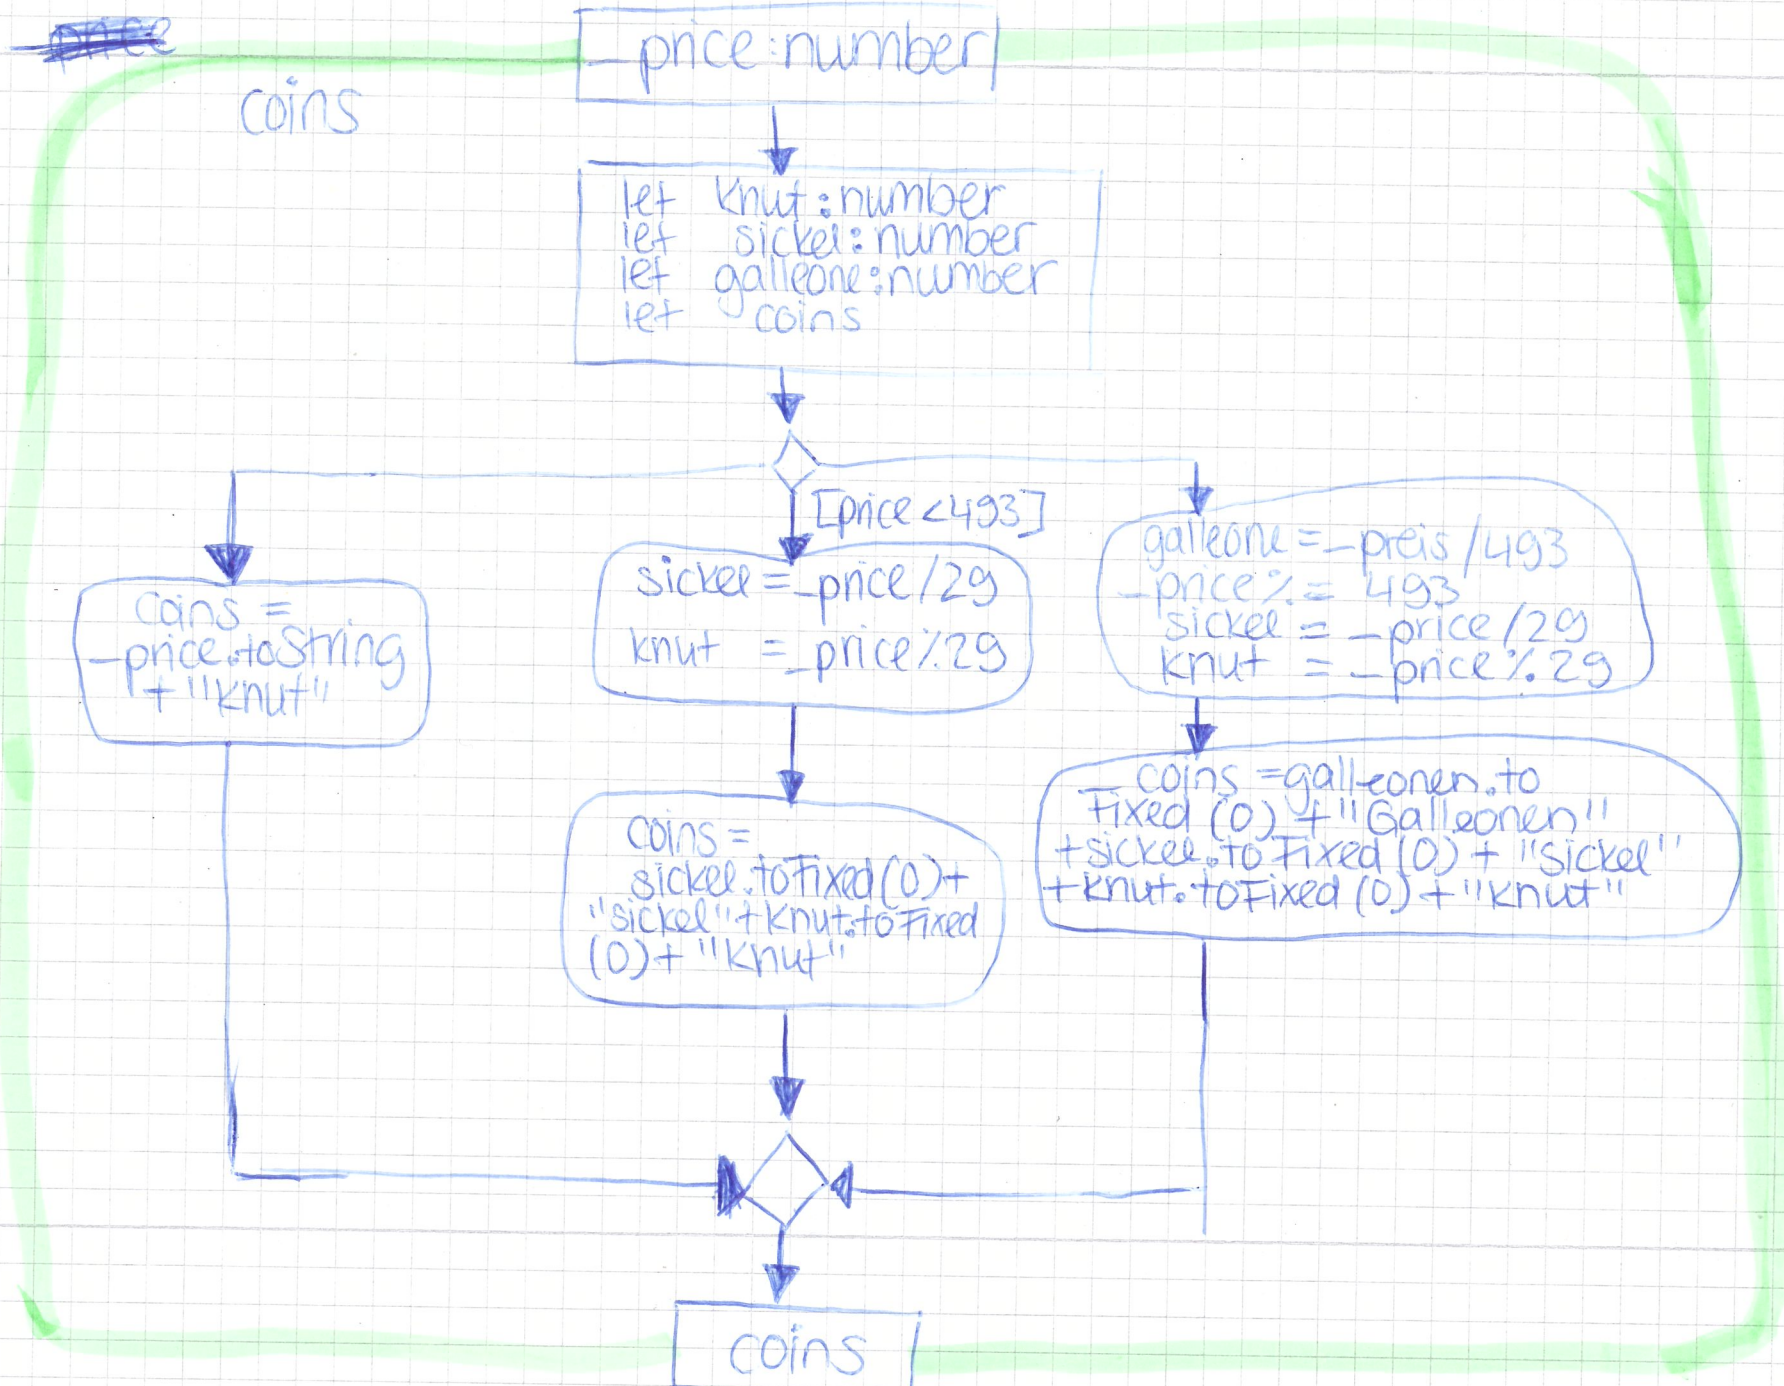 price
_price:number
coins
let knut:number
let sickel:number
let galleone:number
let coins
[price<493]
coins =
_price.toString
+ "Knut"
sickel=_price/29
knut =_price%29
galleone=_preis/493
_price%= 493
sickel = _price/29
knut = _price%29
coins =
sickel.toFixed(0)+
"sickel"+knut.toFixed
(0)+ "Knut"
coins =galleonen.to
Fixed (0) + "Galleonen"
+sickel.toFixed(0) + "Sickel"
+knut.toFixed(0) + "Knut"
coins